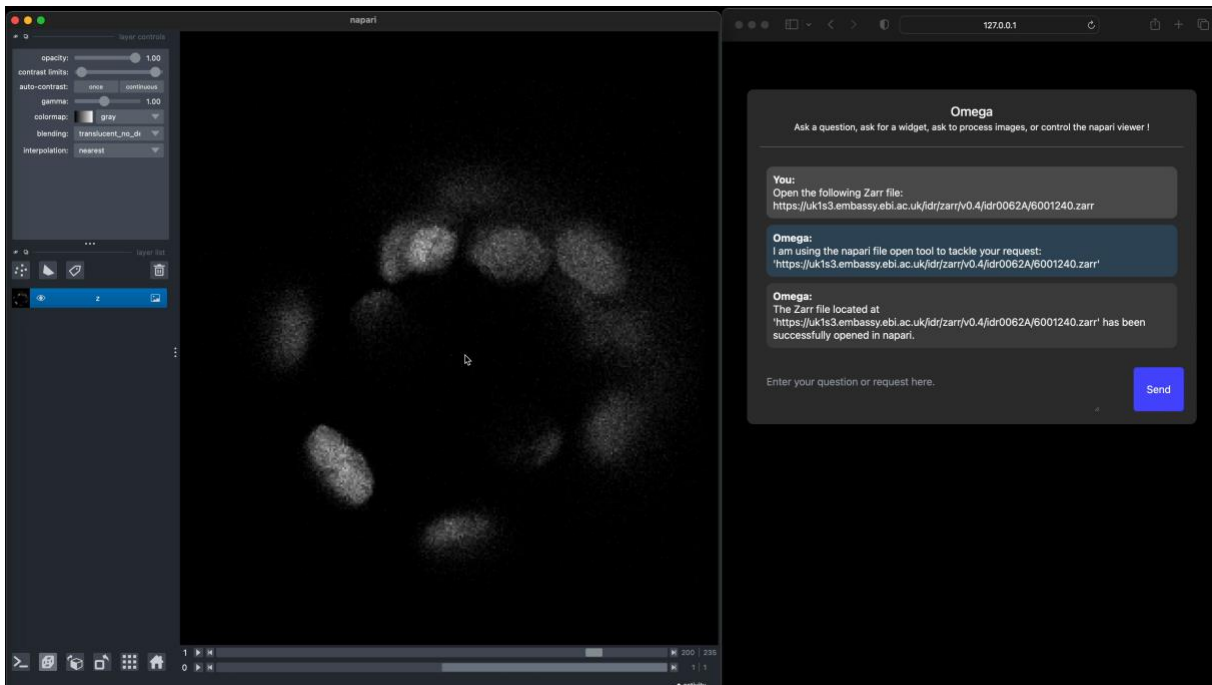 napari
layer controls
opacity: 1.00
contrast limits:
auto-contrast: once continuous
gamma: 1.00
colormap: gray
blending: translucent_no_de
interpolation: nearest
layer list
z
1 200 | 235
0 1 | 1
127.0.0.1
Omega
Ask a question, ask for a widget, ask to process images, or control the napari viewer !
You:
Open the following Zarr file:
https://uk1s3.embassy.ebi.ac.uk/idr/zarr/v0.4/idr0062A/6001240.zarr
Omega:
I am using the napari file open tool to tackle your request:
'https://uk1s3.embassy.ebi.ac.uk/idr/zarr/v0.4/idr0062A/6001240.zarr'
Omega:
The Zarr file located at
'https://uk1s3.embassy.ebi.ac.uk/idr/zarr/v0.4/idr0062A/6001240.zarr' has been
successfully opened in napari.
Enter your question or request here.
Send